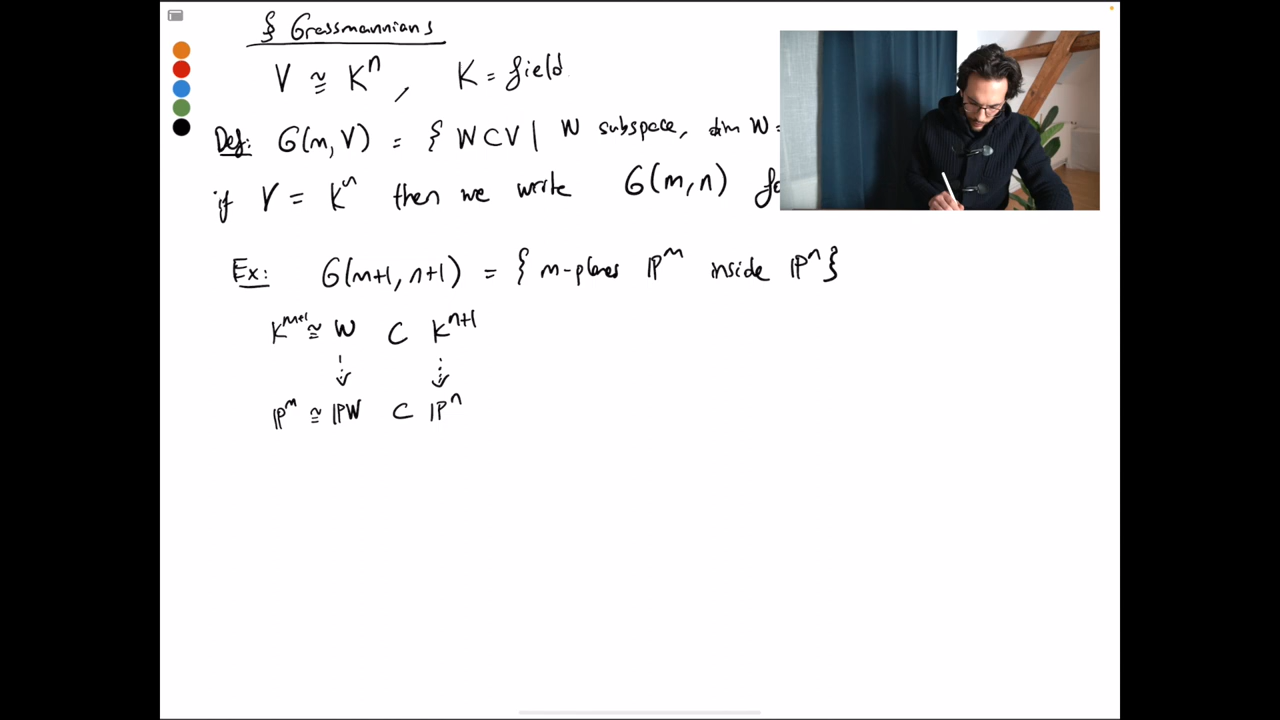 § Grassmannians
V ≅ Kⁿ, K = field.
Def: G(m, V) = { W ⊂ V | W subspace, dim W =
if V = Kⁿ then we write G(m, n) fo
Ex: G(m+1, n+1) = { m-planes ℙᵐ inside ℙⁿ }
Kᵐ⁺¹ ≅ W ⊂ Kⁿ⁺¹
ℙᵐ ≅ ℙW ⊂ ℙⁿ